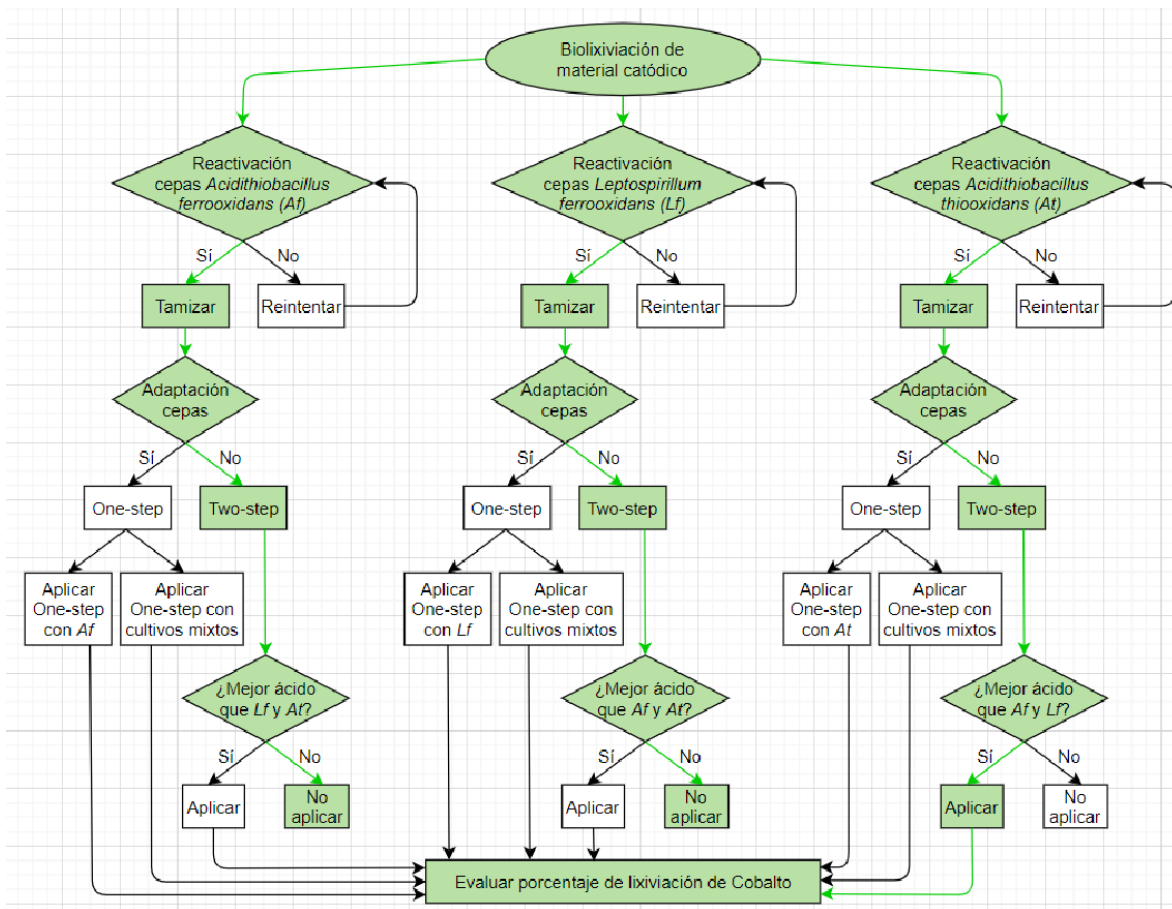 Biolixiviación de
material catódico
Reactivación
cepas Acidithiobacillus
ferrooxidans (Af)
Reactivación
cepas Leptospirillum
ferrooxidans (Lf)
Reactivación
cepas Acidithiobacillus
thiooxidans (At)
Sí
No
Sí
No
Sí
No
Tamizar
Reintentar
Tamizar
Reintentar
Tamizar
Reintentar
Adaptación
cepas
Adaptación
cepas
Adaptación
cepas
Sí
No
Sí
No
Sí
No
One-step
Two-step
One-step
Two-step
One-step
Two-step
Aplicar
One-step
con Af
Aplicar
One-step con
cultivos mixtos
Aplicar
One-step
con Lf
Aplicar
One-step con
cultivos mixtos
Aplicar
One-step
con At
Aplicar
One-step con
cultivos mixtos
¿Mejor ácido
que Lf y At?
¿Mejor ácido
que Af y At?
¿Mejor ácido
que Af y Lf?
Sí
No
Sí
No
Sí
No
Aplicar
No
aplicar
Aplicar
No
aplicar
Aplicar
No
aplicar
Evaluar porcentaje de lixiviación de Cobalto